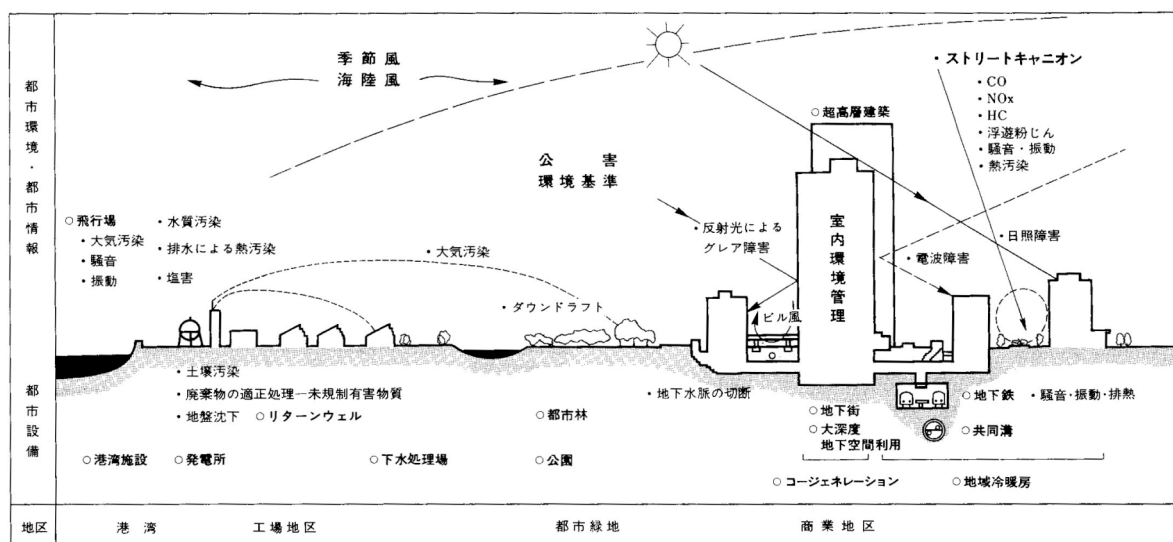 都市環境・都市情報
季節風
海陸風
・ストリートキャニオン
・CO
・NOx
・HC
・浮遊粉じん
・騒音・振動
・熱汚染
○超高層建築
公害
環境基準
○飛行場
・大気汚染
・騒音
・振動
・水質汚染
・排水による熱汚染
・塩害
・大気汚染
・ダウンドラフト
・反射光による
グレア障害
室内環境管理
ビル風
・日照障害
・電波障害
都市設備
・土壌汚染
・廃棄物の適正処理―未規制有害物質
・地盤沈下
○リターンウェル
・地下水脈の切断
○都市林
○地下街
○大深度
地下空間利用
○地下鉄
・騒音・振動・排熱
○共同溝
○港湾施設
○発電所
○下水処理場
○公園
○コージェネレーション
○地域冷暖房
地区
港湾
工場地区
都市緑地
商業地区